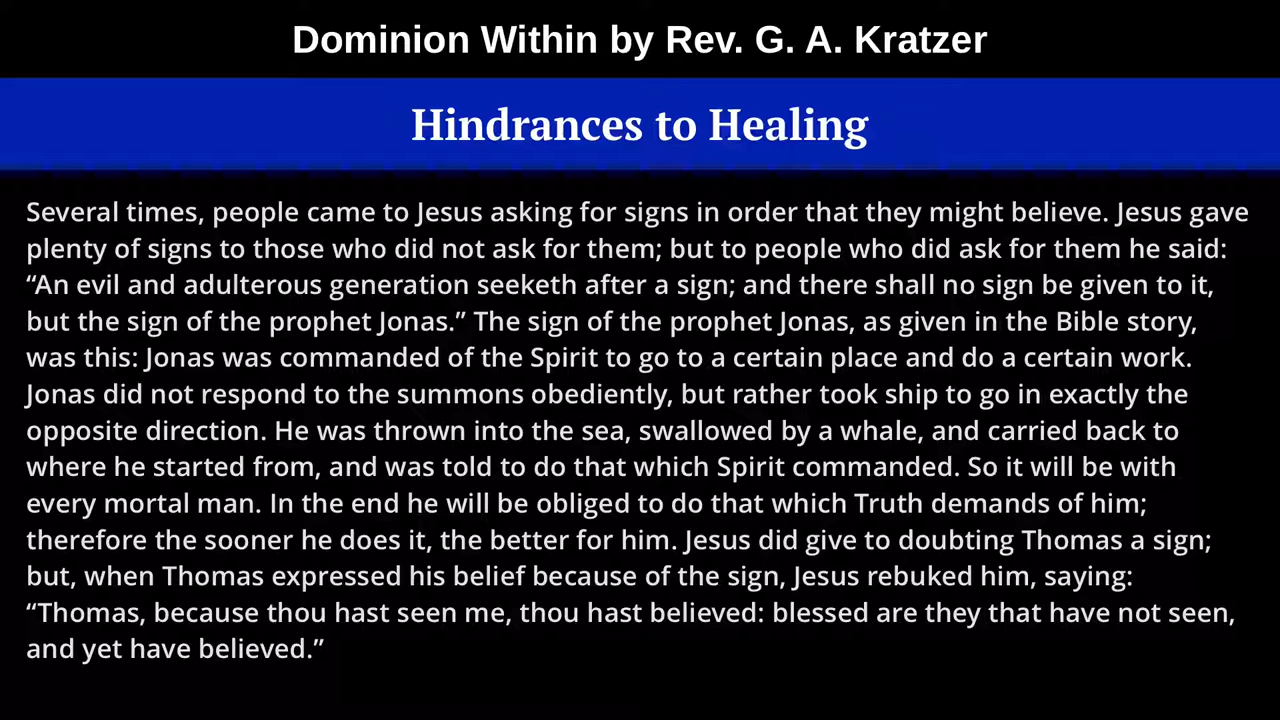 Dominion Within by Rev. G. A. Kratzer
Hindrances to Healing
Several times, people came to Jesus asking for signs in order that they might believe. Jesus gave
plenty of signs to those who did not ask for them; but to people who did ask for them he said:
“An evil and adulterous generation seeketh after a sign; and there shall no sign be given to it,
but the sign of the prophet Jonas.” The sign of the prophet Jonas, as given in the Bible story,
was this: Jonas was commanded of the Spirit to go to a certain place and do a certain work.
Jonas did not respond to the summons obediently, but rather took ship to go in exactly the
opposite direction. He was thrown into the sea, swallowed by a whale, and carried back to
where he started from, and was told to do that which Spirit commanded. So it will be with
every mortal man. In the end he will be obliged to do that which Truth demands of him;
therefore the sooner he does it, the better for him. Jesus did give to doubting Thomas a sign;
but, when Thomas expressed his belief because of the sign, Jesus rebuked him, saying:
“Thomas, because thou hast seen me, thou hast believed: blessed are they that have not seen,
and yet have believed.”